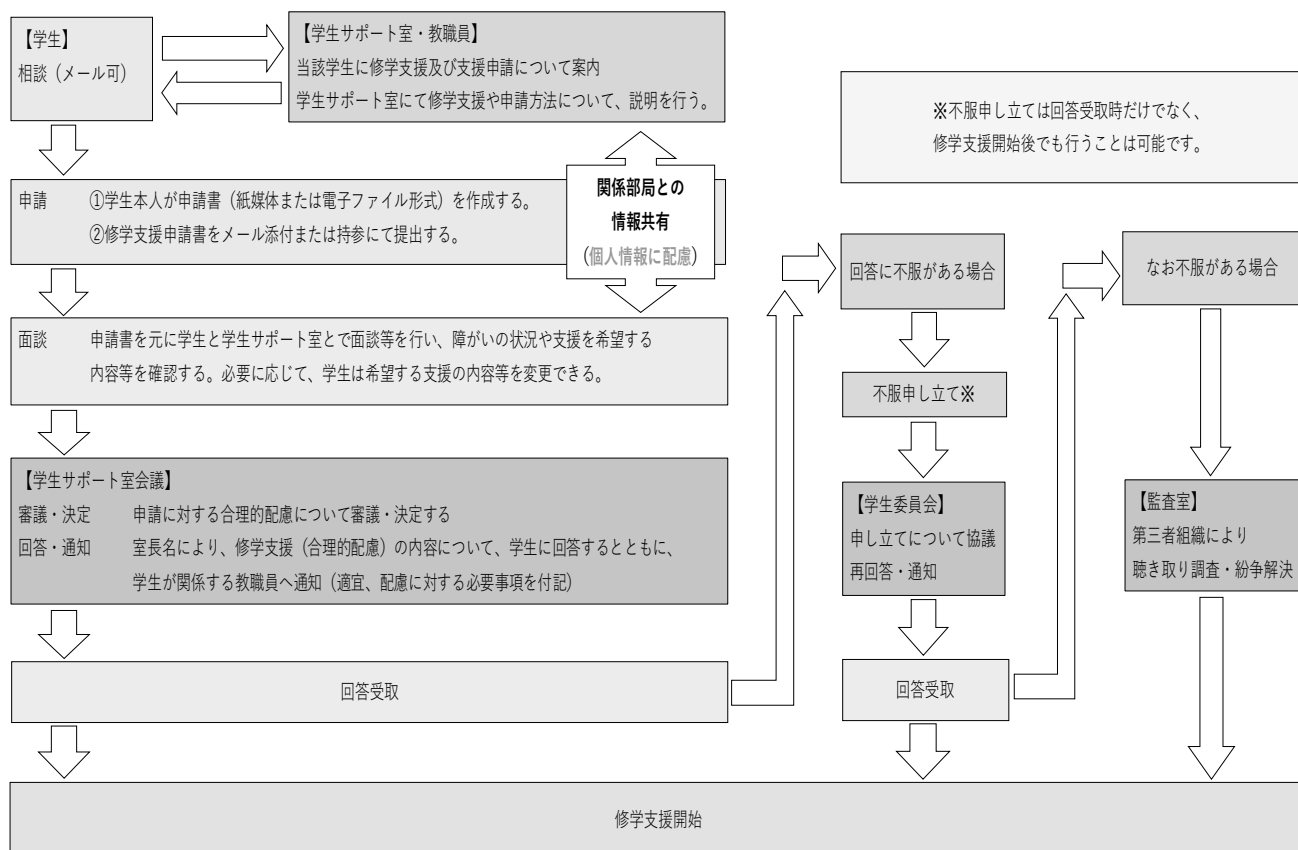 【学生】
相談（メール可）
【学生サポート室・教職員】
当該学生に修学支援及び支援申請について案内
学生サポート室にて修学支援や申請方法について、説明を行う。
※不服申し立ては回答受取時だけでなく、
修学支援開始後でも行うことは可能です。
関係部局との
情報共有
（個人情報に配慮）
申請　①学生本人が申請書（紙媒体または電子ファイル形式）を作成する。
②修学支援申請書をメール添付または持参にて提出する。
面談　申請書を元に学生と学生サポート室とで面談等を行い、障がいの状況や支援を希望する
内容等を確認する。必要に応じて、学生は希望する支援の内容等を変更できる。
【学生サポート室会議】
審議・決定　申請に対する合理的配慮について審議・決定する
回答・通知　室長名により、修学支援（合理的配慮）の内容について、学生に回答するとともに、
学生が関係する教職員へ通知（適宜、配慮に対する必要事項を付記）
回答受取
回答に不服がある場合
不服申し立て※
【学生委員会】
申し立てについて協議
再回答・通知
回答受取
なお不服がある場合
【監査室】
第三者組織により
聴き取り調査・紛争解決
修学支援開始